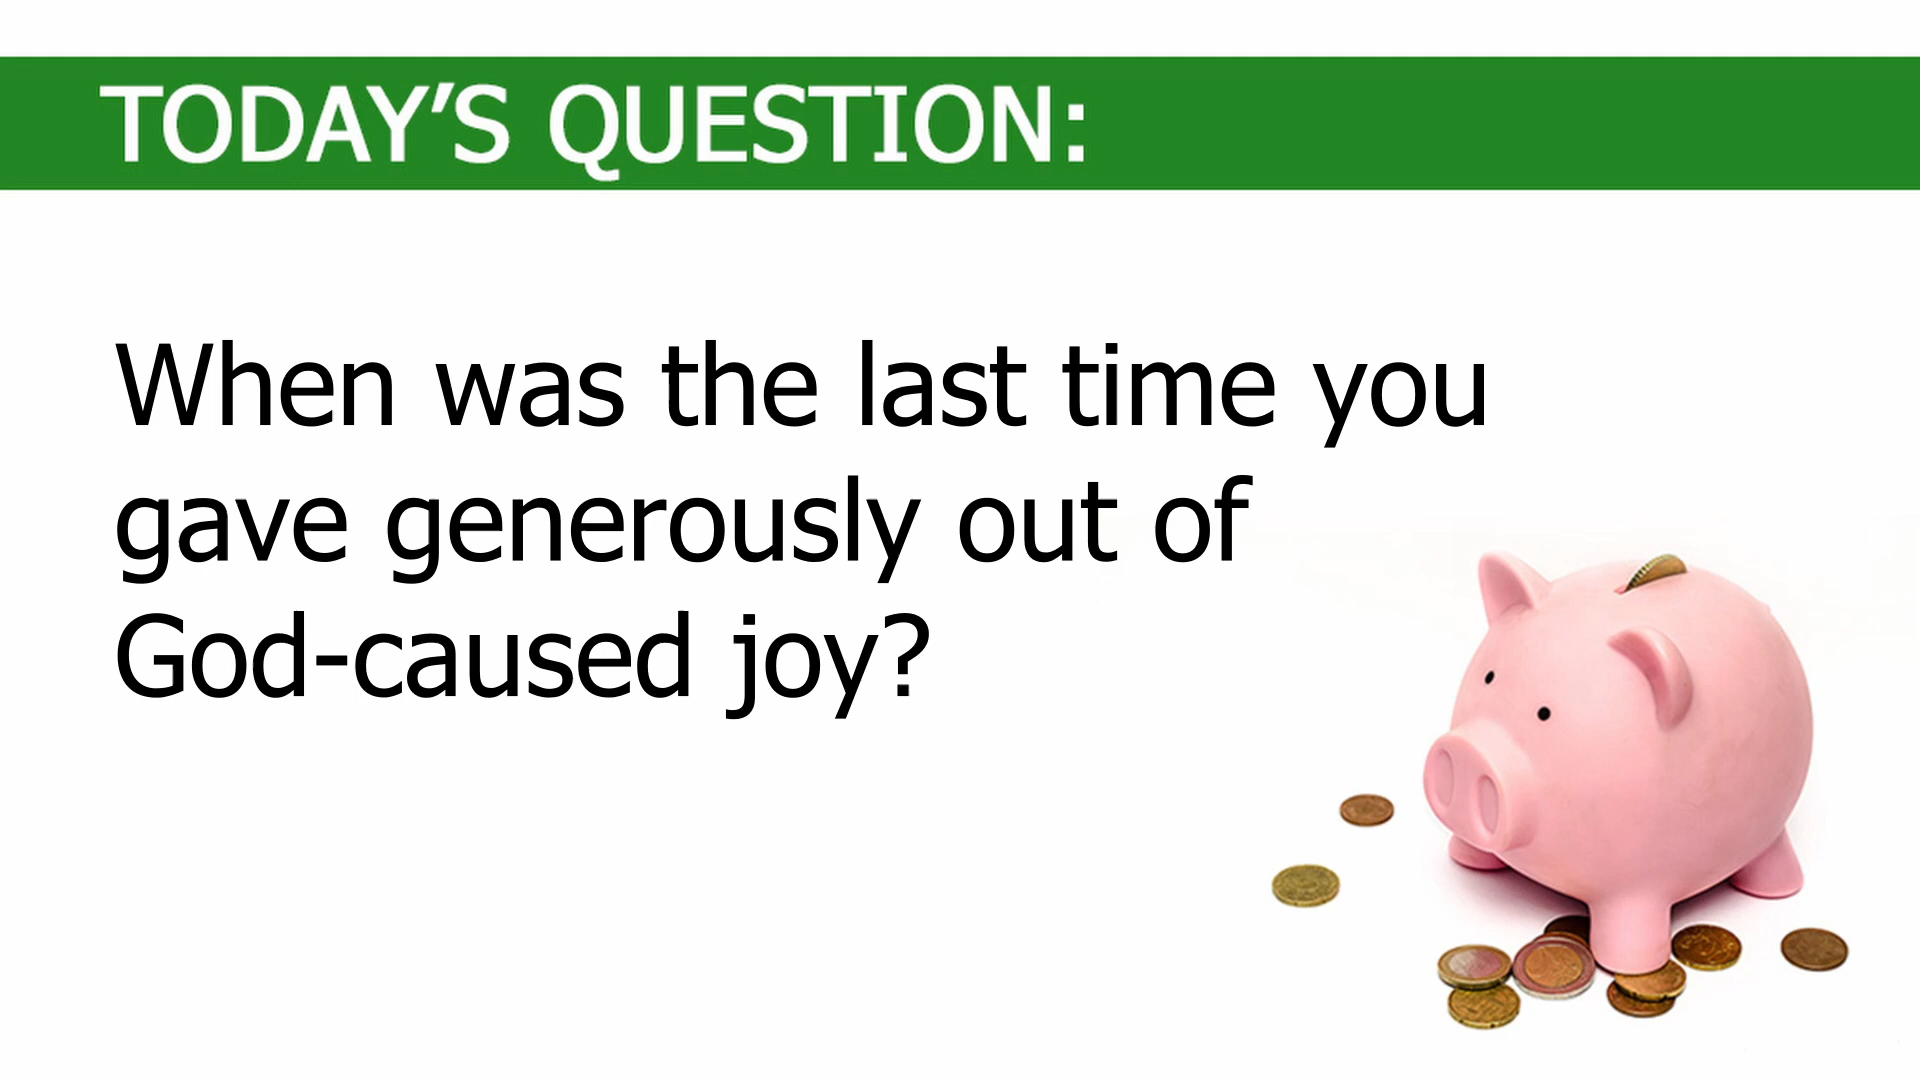 TODAY’S QUESTION:
When was the last time you
gave generously out of
God-caused joy?